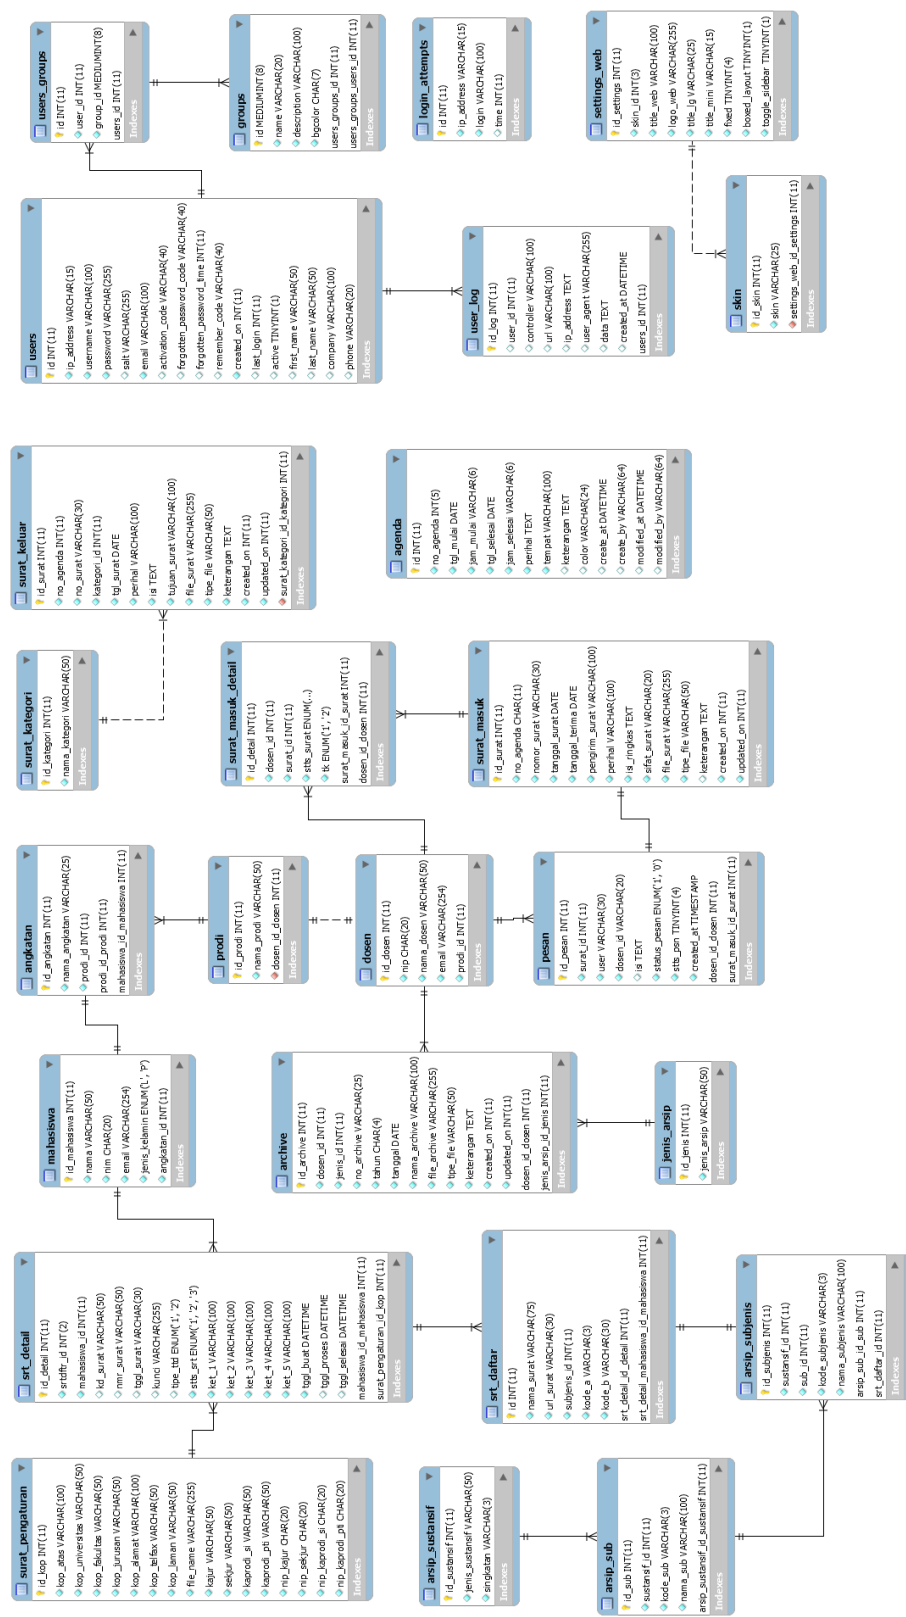 surat_pengaturan
id_kop INT(11)
kop_atas VARCHAR(100)
kop_universitas VARCHAR(50)
kop_fakultas VARCHAR(50)
kop_jurusan VARCHAR(50)
kop_alamat VARCHAR(100)
kop_telfax VARCHAR(50)
kop_laman VARCHAR(50)
file_name VARCHAR(255)
kajur VARCHAR(50)
sekjur VARCHAR(50)
kaprodi_si VARCHAR(50)
kaprodi_pti VARCHAR(50)
nip_kajur CHAR(20)
nip_sekjur CHAR(20)
nip_kaprodi_si CHAR(20)
nip_kaprodi_pti CHAR(20)
Indexes
srt_detail
id_detail INT(11)
srtdftr_id INT(2)
mahasiswa_id INT(11)
kd_surat VARCHAR(50)
nmr_surat VARCHAR(50)
tggl_surat VARCHAR(30)
kunci VARCHAR(255)
tipe_ttd ENUM('1', '2')
stts_srt ENUM('1', '2', '3')
ket_1 VARCHAR(100)
ket_2 VARCHAR(100)
ket_3 VARCHAR(100)
ket_4 VARCHAR(100)
ket_5 VARCHAR(100)
tggl_buat DATETIME
tggl_proses DATETIME
tggl_selesai DATETIME
mahasiswa_id_mahasiswa INT(11)
surat_pengaturan_id_kop INT(11)
Indexes
mahasiswa
id_mahasiswa INT(11)
nama VARCHAR(50)
nim CHAR(20)
email VARCHAR(254)
jenis_kelamin ENUM('L', 'P')
angkatan_id INT(11)
Indexes
angkatan
id_angkatan INT(11)
nama_angkatan VARCHAR(25)
prodi_id INT(11)
prodi_id_prodi INT(11)
mahasiswa_id_mahasiswa INT(11)
Indexes
surat_kategori
id_kategori INT(11)
nama_kategori VARCHAR(50)
Indexes
surat_keluar
id_surat INT(11)
no_agenda INT(11)
no_surat VARCHAR(30)
kategori_id INT(11)
tgl_surat DATE
perihal VARCHAR(100)
isi TEXT
tujuan_surat VARCHAR(100)
file_surat VARCHAR(255)
tipe_file VARCHAR(50)
keterangan TEXT
created_on INT(11)
updated_on INT(11)
surat_kategori_id_kategori INT(11)
Indexes
users
id INT(11)
ip_address VARCHAR(15)
username VARCHAR(100)
password VARCHAR(255)
salt VARCHAR(255)
email VARCHAR(100)
activation_code VARCHAR(40)
forgotten_password_code VARCHAR(40)
forgotten_password_time INT(11)
remember_code VARCHAR(40)
created_on INT(11)
last_login INT(11)
active TINYINT(1)
first_name VARCHAR(50)
last_name VARCHAR(50)
company VARCHAR(100)
phone VARCHAR(20)
Indexes
users_groups
id INT(11)
user_id INT(11)
group_id MEDIUMINT(8)
users_id INT(11)
Indexes
groups
id MEDIUMINT(8)
name VARCHAR(20)
description VARCHAR(100)
bgcolor CHAR(7)
users_groups_id INT(11)
users_groups_users_id INT(11)
Indexes
prodi
id_prodi INT(11)
nama_prodi VARCHAR(50)
dosen_id_dosen INT(11)
Indexes
surat_masuk_detail
id_detail INT(11)
dosen_id INT(11)
surat_id INT(11)
stts_surat ENUM(...)
tk ENUM('1', '2')
surat_masuk_id_surat INT(11)
dosen_id_dosen INT(11)
Indexes
archive
id_archive INT(11)
dosen_id INT(11)
jenis_id INT(11)
no_archive VARCHAR(25)
tahun CHAR(4)
tanggal DATE
nama_archive VARCHAR(100)
file_archive VARCHAR(255)
tipe_file VARCHAR(50)
keterangan TEXT
created_on INT(11)
updated_on INT(11)
dosen_id_dosen INT(11)
jenis_arsip_id_jenis INT(11)
Indexes
dosen
id_dosen INT(11)
nip CHAR(20)
nama_dosen VARCHAR(50)
email VARCHAR(254)
prodi_id INT(11)
Indexes
agenda
id INT(11)
no_agenda INT(5)
tgl_mulai DATE
jam_mulai VARCHAR(6)
tgl_selesai DATE
jam_selesai VARCHAR(6)
perihal TEXT
tempat VARCHAR(100)
keterangan TEXT
color VARCHAR(24)
create_at DATETIME
create_by VARCHAR(64)
modified_at DATETIME
modified_by VARCHAR(64)
Indexes
login_attempts
id INT(11)
ip_address VARCHAR(15)
login VARCHAR(100)
time INT(11)
Indexes
user_log
id_log INT(11)
user_id INT(11)
controller VARCHAR(100)
url VARCHAR(100)
ip_address TEXT
user_agent VARCHAR(255)
data TEXT
created_at DATETIME
users_id INT(11)
Indexes
surat_masuk
id_surat INT(11)
no_agenda CHAR(11)
nomor_surat VARCHAR(30)
tanggal_surat DATE
tanggal_terima DATE
pengirim_surat VARCHAR(100)
perihal VARCHAR(100)
isi_ringkas TEXT
sifat_surat VARCHAR(20)
file_surat VARCHAR(255)
tipe_file VARCHAR(50)
keterangan TEXT
created_on INT(11)
updated_on INT(11)
Indexes
arsip_sustansif
id_sustansif INT(11)
jenis_sustansif VARCHAR(50)
singkatan VARCHAR(3)
Indexes
srt_daftar
id INT(11)
nama_surat VARCHAR(75)
url_surat VARCHAR(30)
subjenis_id INT(11)
kode_a VARCHAR(3)
kode_b VARCHAR(30)
srt_detail_id_detail INT(11)
srt_detail_mahasiswa_id_mahasiswa INT(11)
Indexes
pesan
id_pesan INT(11)
surat_id INT(11)
user VARCHAR(30)
dosen_id VARCHAR(20)
isi TEXT
status_pesan ENUM('1', '0')
stts_psn TINYINT(4)
created_at TIMESTAMP
dosen_id_dosen INT(11)
surat_masuk_id_surat INT(11)
Indexes
settings_web
id_settings INT(11)
skin_id INT(3)
title_web VARCHAR(100)
logo_web VARCHAR(255)
title_lg VARCHAR(25)
title_mini VARCHAR(15)
fixed TINYINT(4)
boxed_layout TINYINT(1)
toggle_sidebar TINYINT(1)
Indexes
arsip_sub
id_sub INT(11)
sustansif_id INT(11)
kode_sub VARCHAR(3)
nama_sub VARCHAR(100)
arsip_sustansif_id_sustansif INT(11)
Indexes
jenis_arsip
id_jenis INT(11)
jenis_arsip VARCHAR(50)
Indexes
skin
id_skin INT(11)
skin VARCHAR(25)
settings_web_id_settings INT(11)
Indexes
arsip_subjenis
id_subjenis INT(11)
sustansif_id INT(11)
sub_id INT(11)
kode_subjenis VARCHAR(3)
nama_subjenis VARCHAR(100)
arsip_sub_id_sub INT(11)
srt_daftar_id INT(11)
Indexes